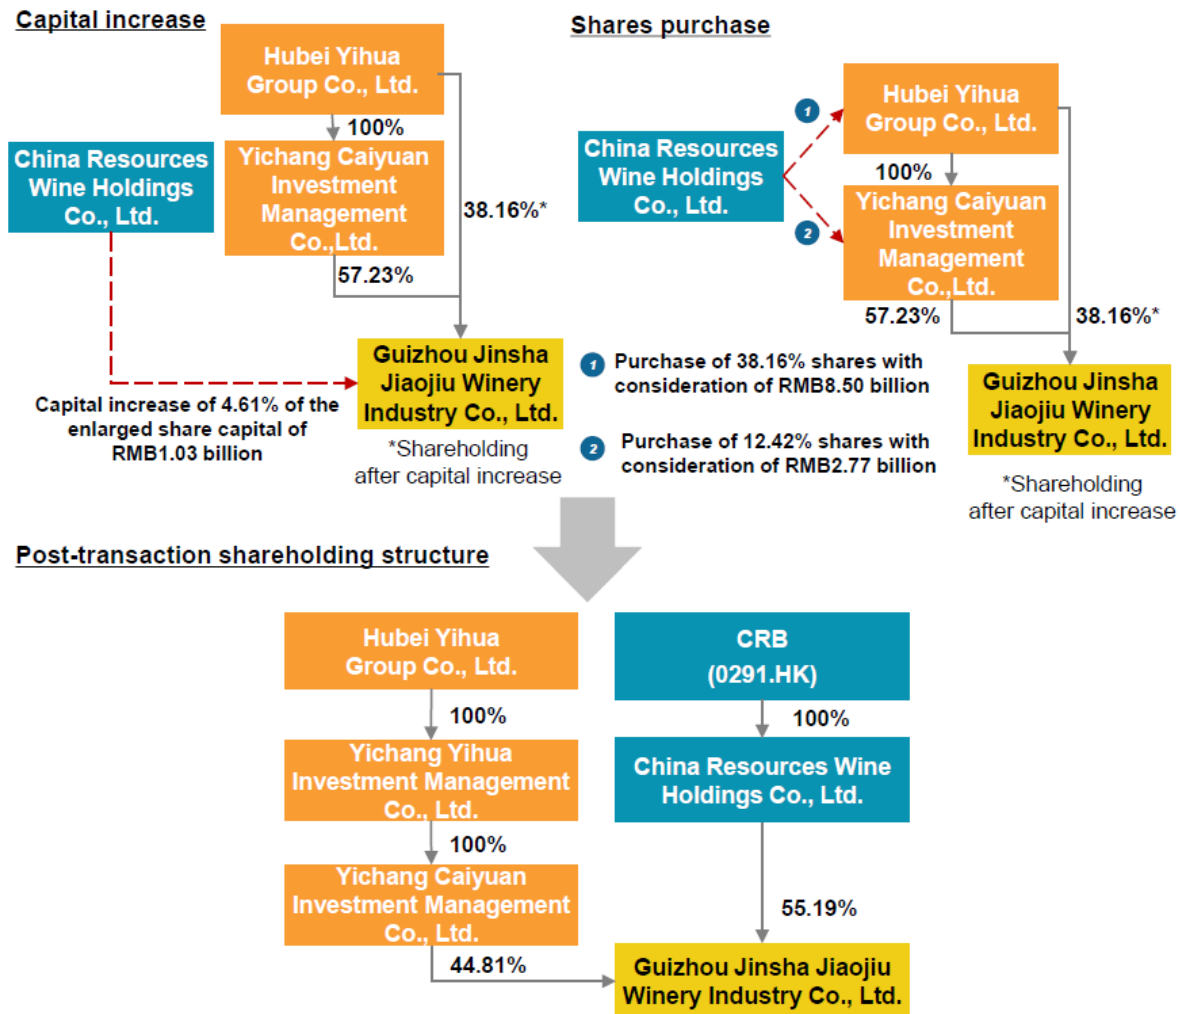 Capital increase
Hubei Yihua
Group Co., Ltd.
100%
China Resources
Wine Holdings
Co., Ltd.
Yichang Caiyuan
Investment
Management
Co.,Ltd.
38.16%*
57.23%
Guizhou Jinsha
Jiaojiu Winery
Industry Co., Ltd.
Capital increase of 4.61% of the
enlarged share capital of
RMB1.03 billion
*Shareholding
after capital increase
Shares purchase
1
Hubei Yihua
Group Co., Ltd.
China Resources
Wine Holdings
Co., Ltd.
100%
2
Yichang Caiyuan
Investment
Management
Co.,Ltd.
57.23%
38.16%*
1
Purchase of 38.16% shares with
consideration of RMB8.50 billion
2
Purchase of 12.42% shares with
consideration of RMB2.77 billion
Guizhou Jinsha
Jiaojiu Winery
Industry Co., Ltd.
*Shareholding
after capital increase
Post-transaction shareholding structure
Hubei Yihua
Group Co., Ltd.
100%
Yichang Yihua
Investment Management
Co., Ltd.
100%
Yichang Caiyuan
Investment Management
Co., Ltd.
44.81%
CRB
(0291.HK)
100%
China Resources Wine
Holdings Co., Ltd.
55.19%
Guizhou Jinsha Jiaojiu
Winery Industry Co., Ltd.